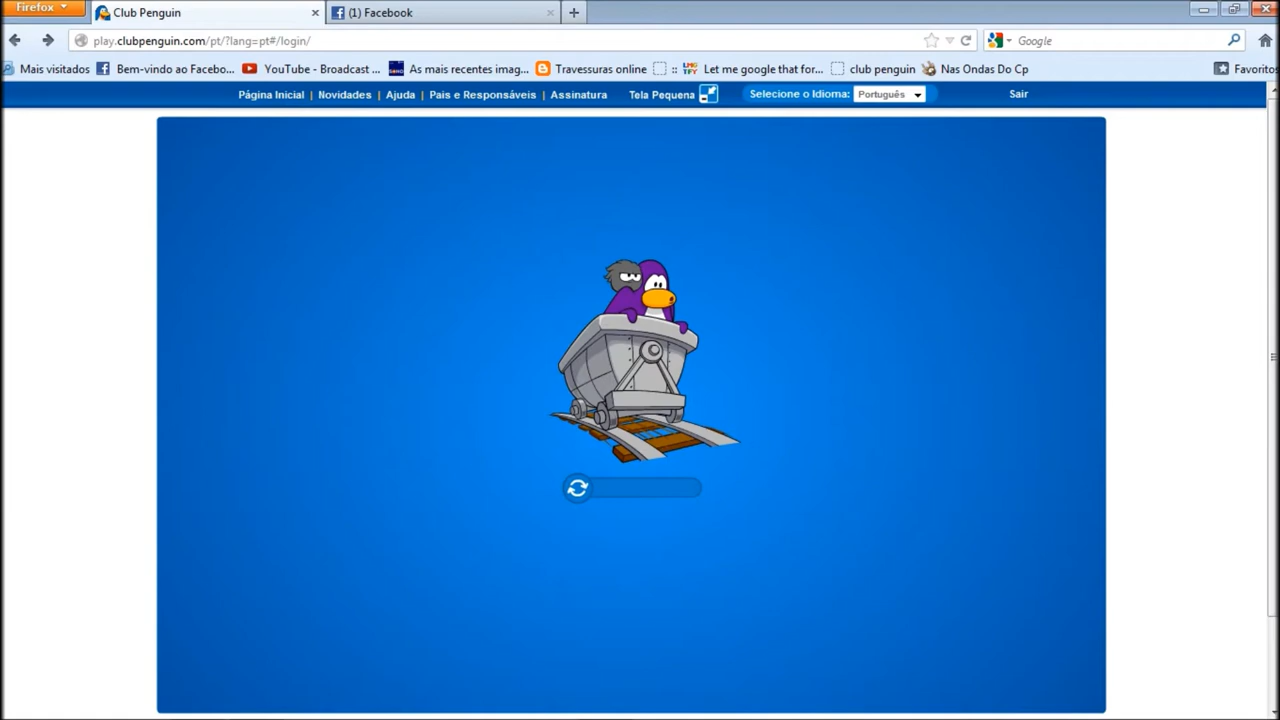 Firefox
Club Penguin
(1) Facebook
play.clubpenguin.com/pt/?lang=pt#/login/
Google
Mais visitados
Bem-vindo ao Facebo...
YouTube - Broadcast ...
As mais recentes imag...
Travessuras online
:: LMG TFY Let me google that for...
club penguin
Nas Ondas Do Cp
Favoritos
Página Inicial | Novidades | Ajuda | Pais e Responsáveis | Assinatura
Tela Pequena
Selecione o Idioma: Português
Sair